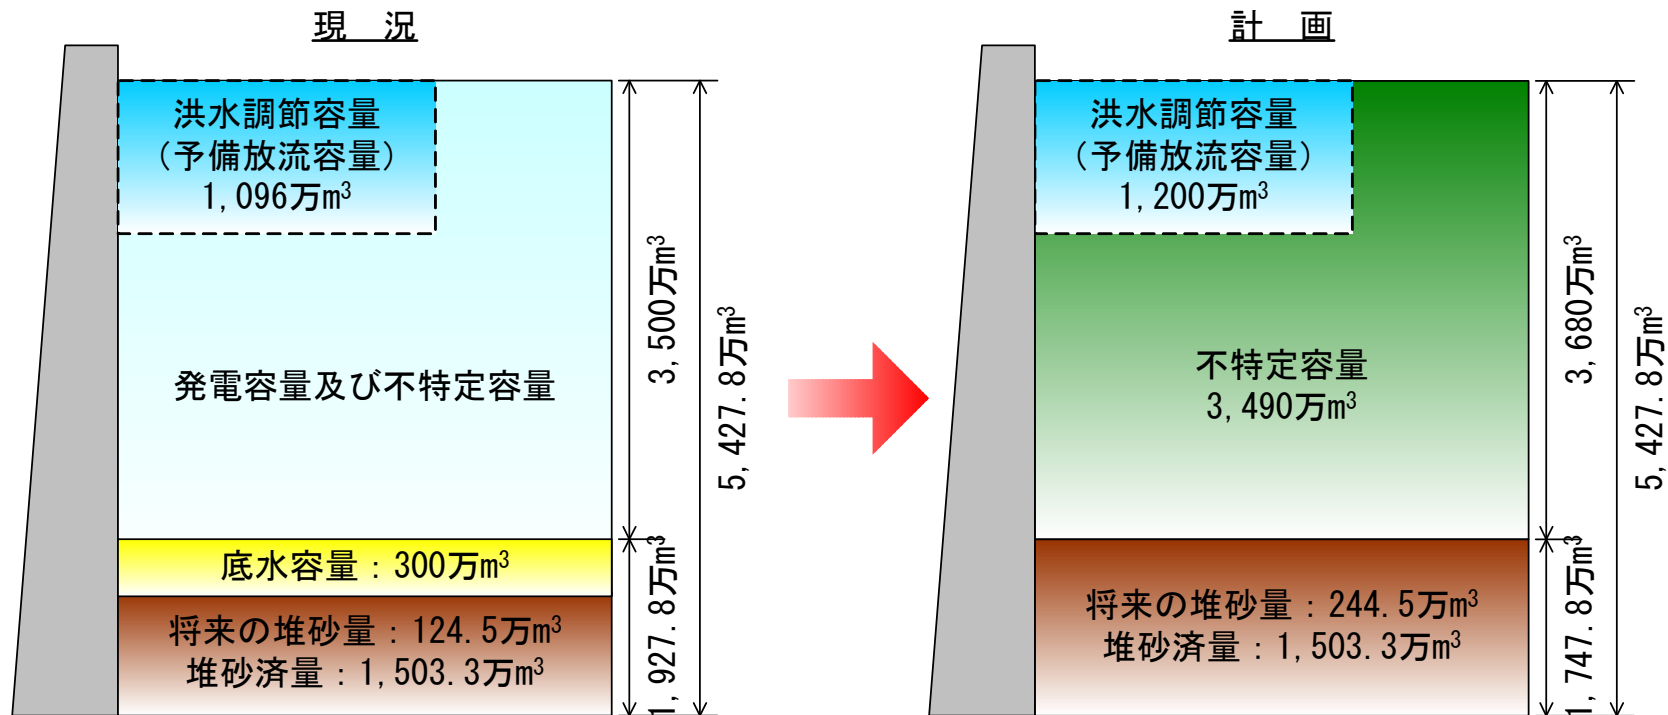 現　況
洪水調節容量
（予備放流容量）
1,096万m³
発電容量及び不特定容量
底水容量：300万m³
将来の堆砂量：124.5万m³
堆砂済量：1,503.3万m³
3,500万m³
1,927.8万m³
5,427.8万m³
計　画
洪水調節容量
（予備放流容量）
1,200万m³
不特定容量
3,490万m³
将来の堆砂量：244.5万m³
堆砂済量：1,503.3万m³
3,680万m³
1,747.8万m³
5,427.8万m³